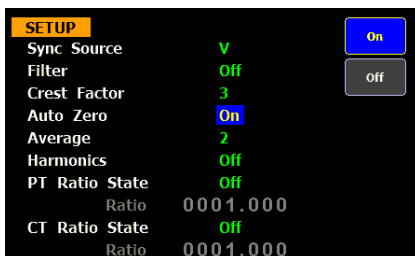 SETUP
On
Sync Source V
Filter Off
Off
Crest Factor 3
Auto Zero On
Average 2
Harmonics Off
PT Ratio State Off
Ratio 0001.000
CT Ratio State Off
Ratio 0001.000